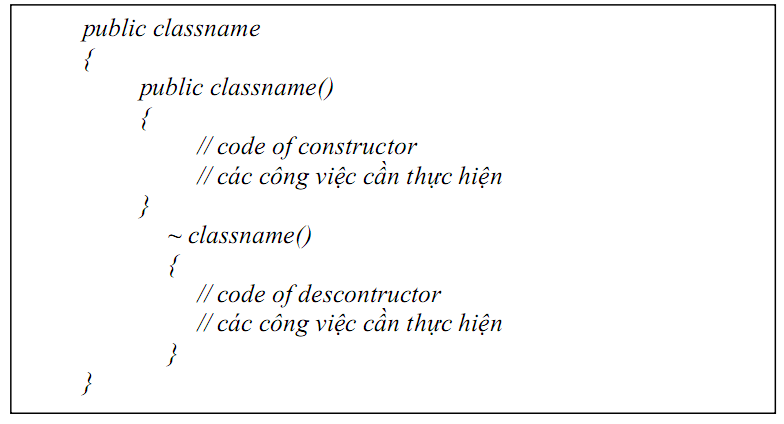 public classname
{
public classname()
{
// code of constructor
// các công việc cần thực hiện
}
~ classname()
{
// code of descontructor
// các công việc cần thực hiện
}
}